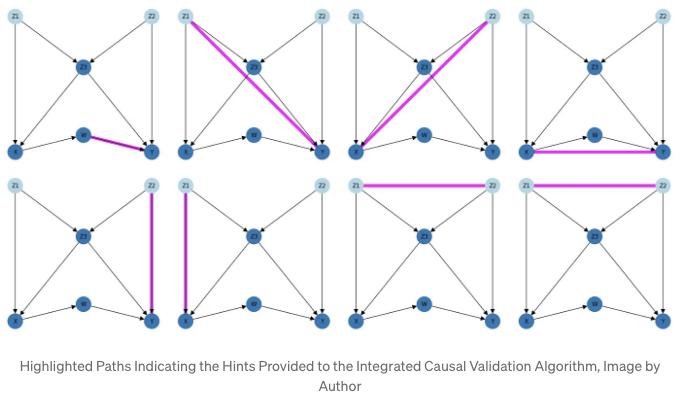 Z1 Z2 Z1 Z2 Z1 Z2 Z1 Z2
Z3 Z3 Z3 Z3
W W W W
X Y X Y X Y X Y
Z1 Z2 Z1 Z2 Z1 Z2 Z1 Z2
Z3 Z3 Z3 Z3
W W W W
X Y X Y X Y X Y
Highlighted Paths Indicating the Hints Provided to the Integrated Causal Validation Algorithm, Image by
Author